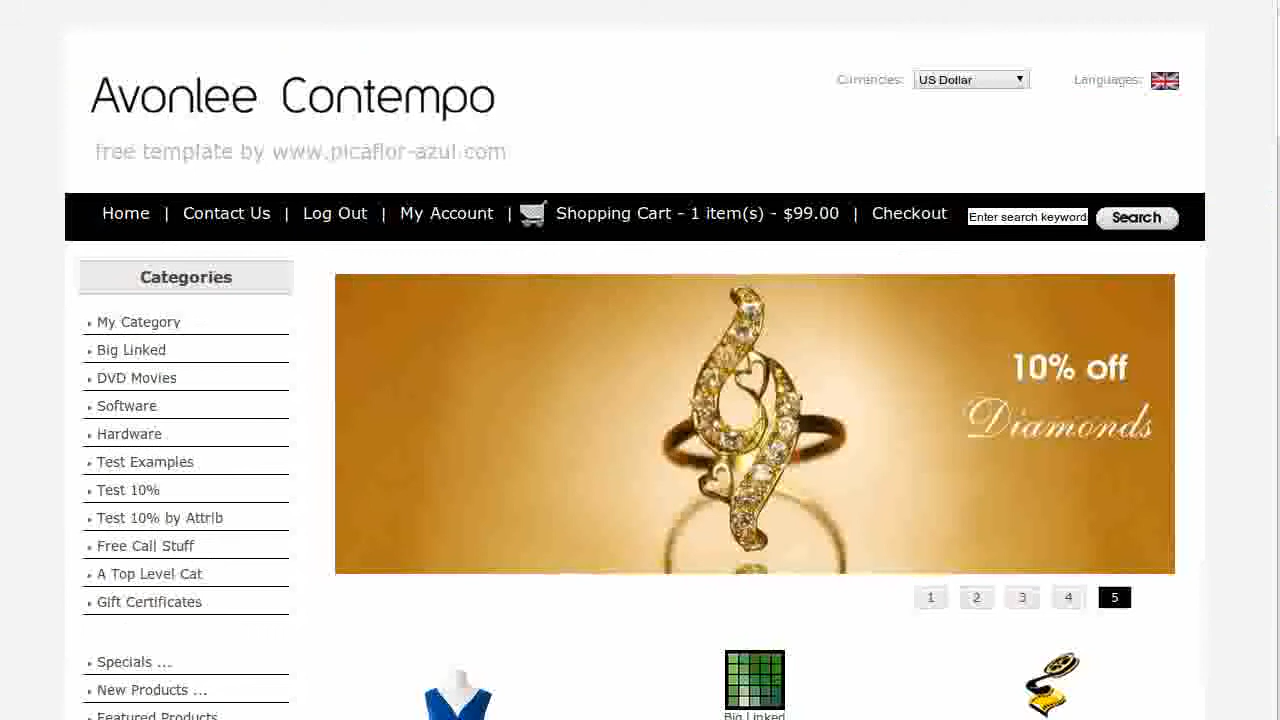 Avonlee Contempo
free template by www.picaflor-azul.com
Currencies: US Dollar Languages:
Home | Contact Us | Log Out | My Account | Shopping Cart - 1 item(s) - $99.00 | Checkout Enter search keyword Search
Categories
My Category
Big Linked
DVD Movies
Software
Hardware
Test Examples
Test 10%
Test 10% by Attrib
Free Call Stuff
A Top Level Cat
Gift Certificates
Specials ...
New Products ...
Featured Products
10% off
Diamonds
1 2 3 4 5
Big Linked